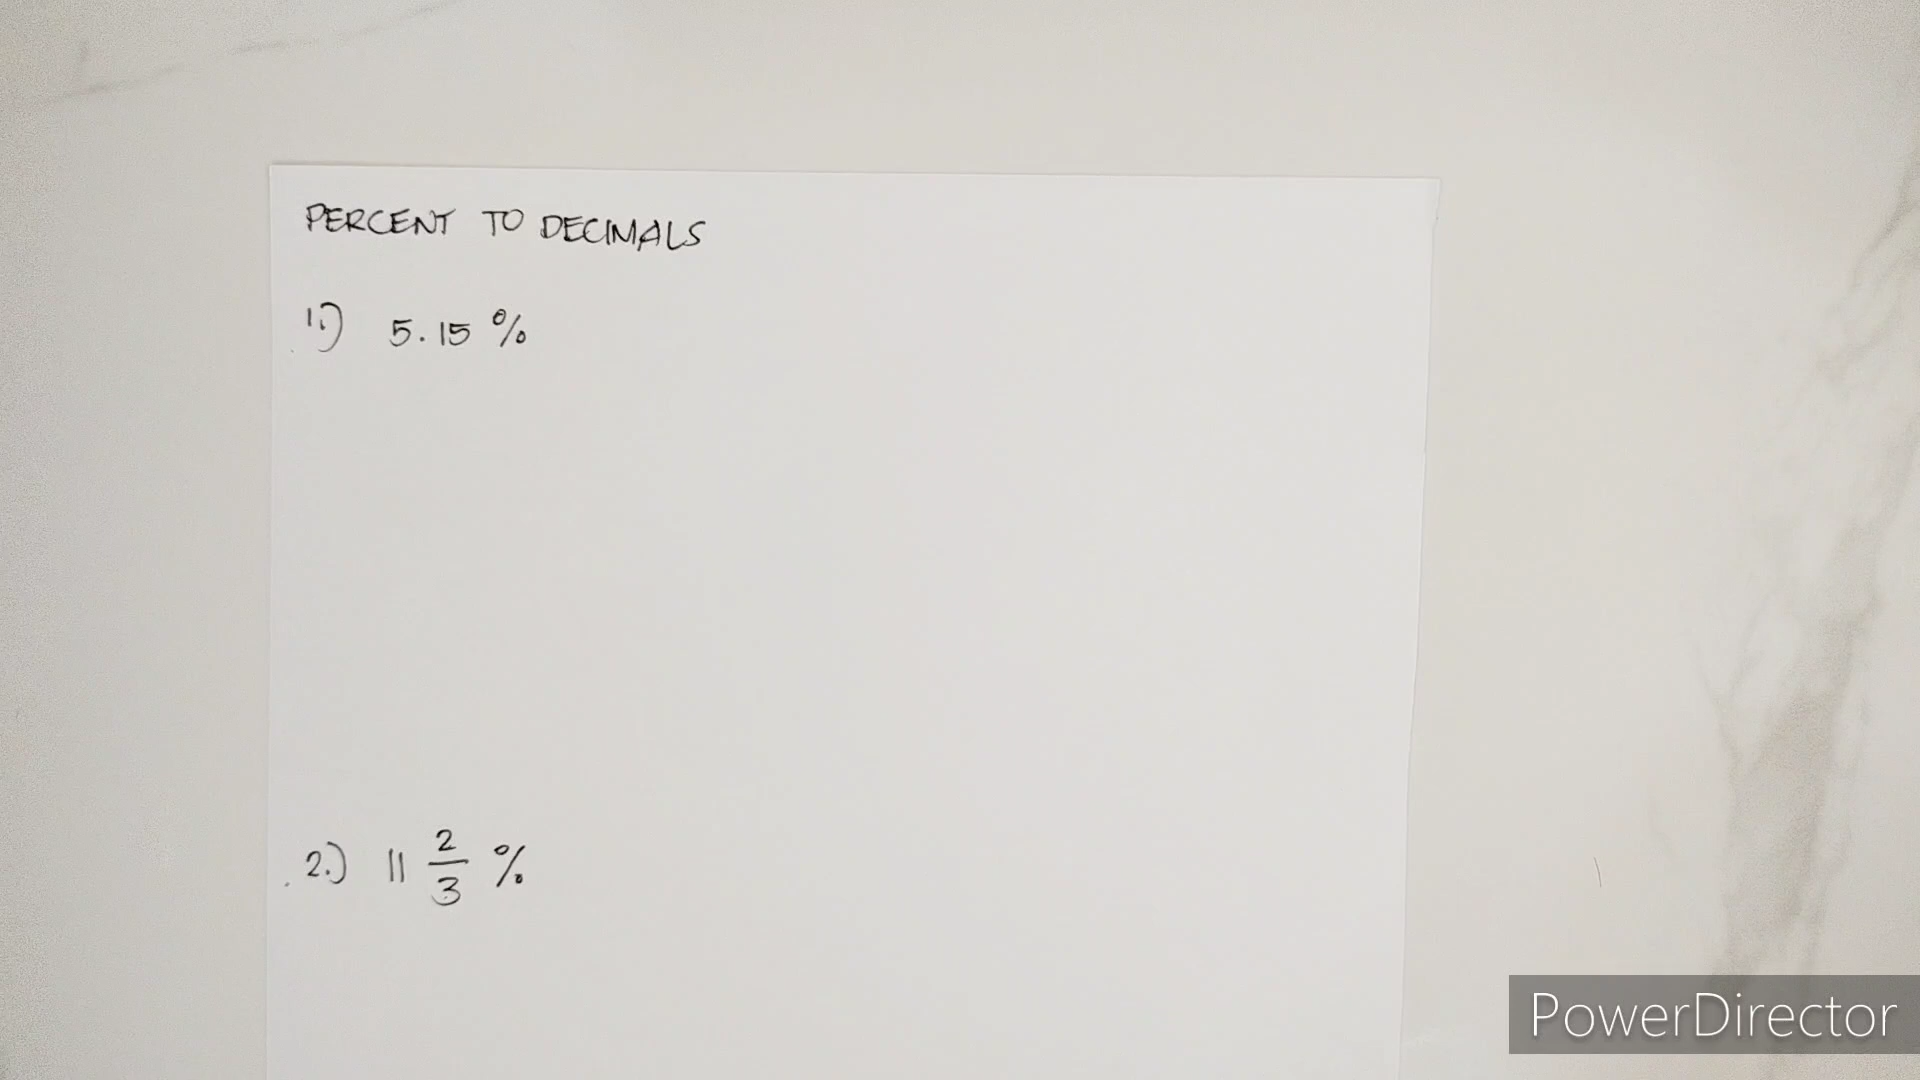 PERCENT TO DECIMALS
1.) 5.15 %
2.) 11 2/3 %
PowerDirector